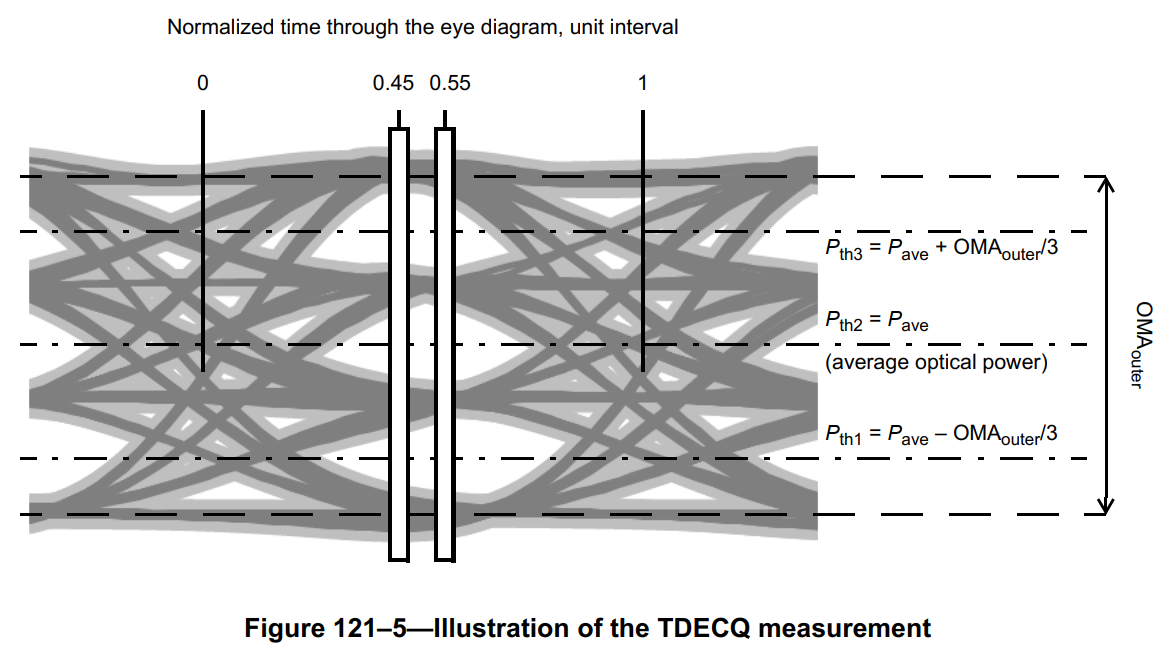 Normalized time through the eye diagram, unit interval
0 0.45 0.55 1
Pth3 = Pave + OMAouter/3
Pth2 = Pave
(average optical power)
Pth1 = Pave – OMAouter/3
OMAouter
Figure 121–5—Illustration of the TDECQ measurement